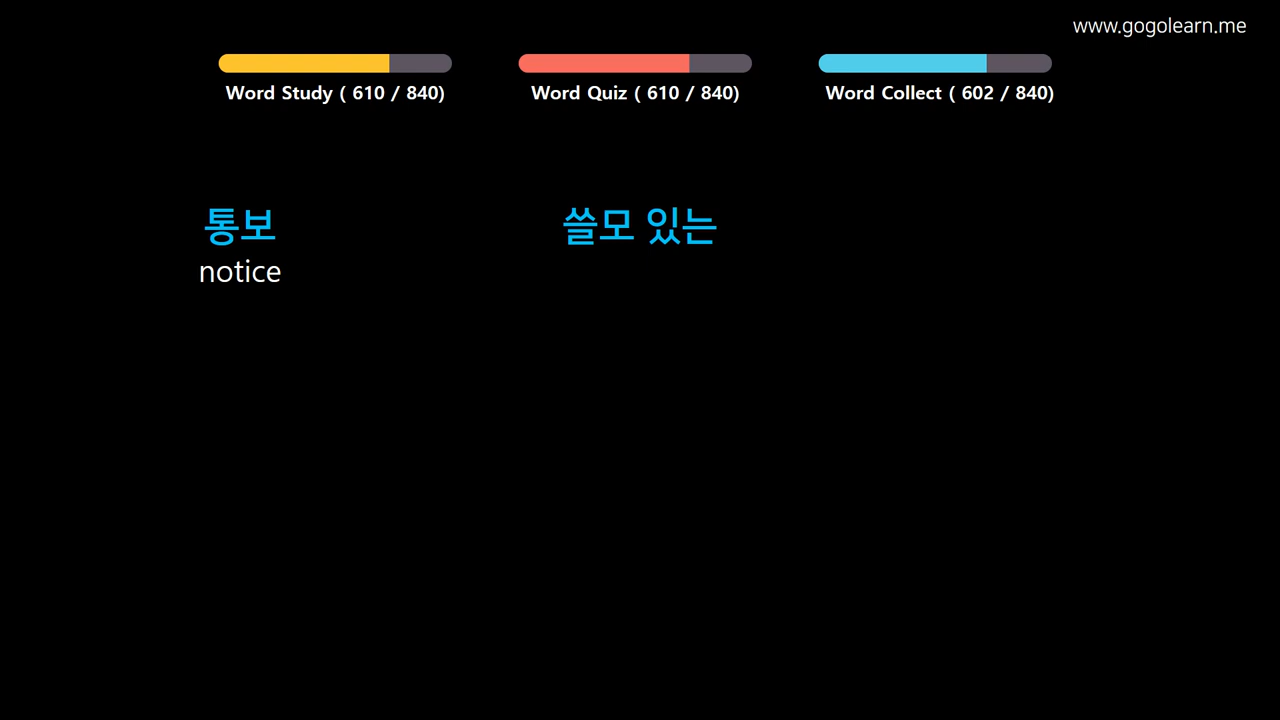 www.gogolearn.me
Word Study ( 610 / 840)
Word Quiz ( 610 / 840)
Word Collect ( 602 / 840)
통보
notice
쓸모 있는